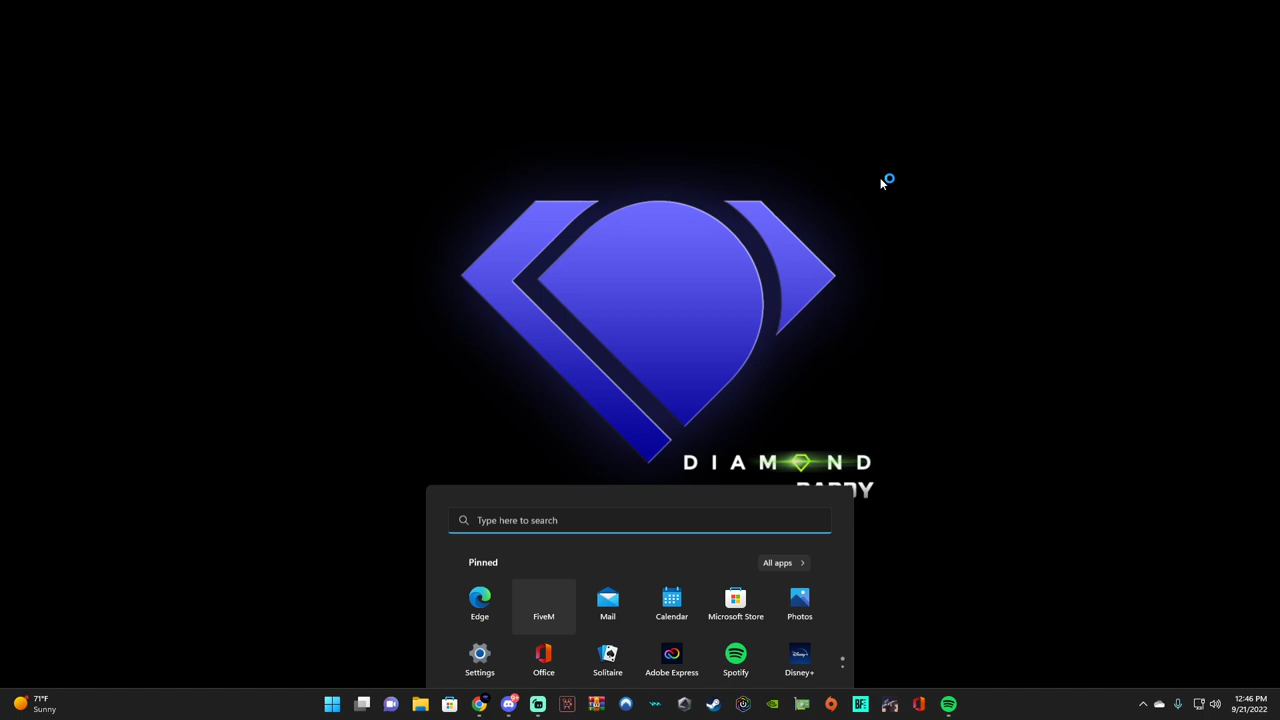 DIAMOND
Type here to search
Pinned
All apps
Edge
FiveM
Mail
Calendar
Microsoft Store
Photos
Settings
Office
Solitaire
Adobe Express
Spotify
Disney+
71°F
Sunny
12:46 PM
9/21/2022